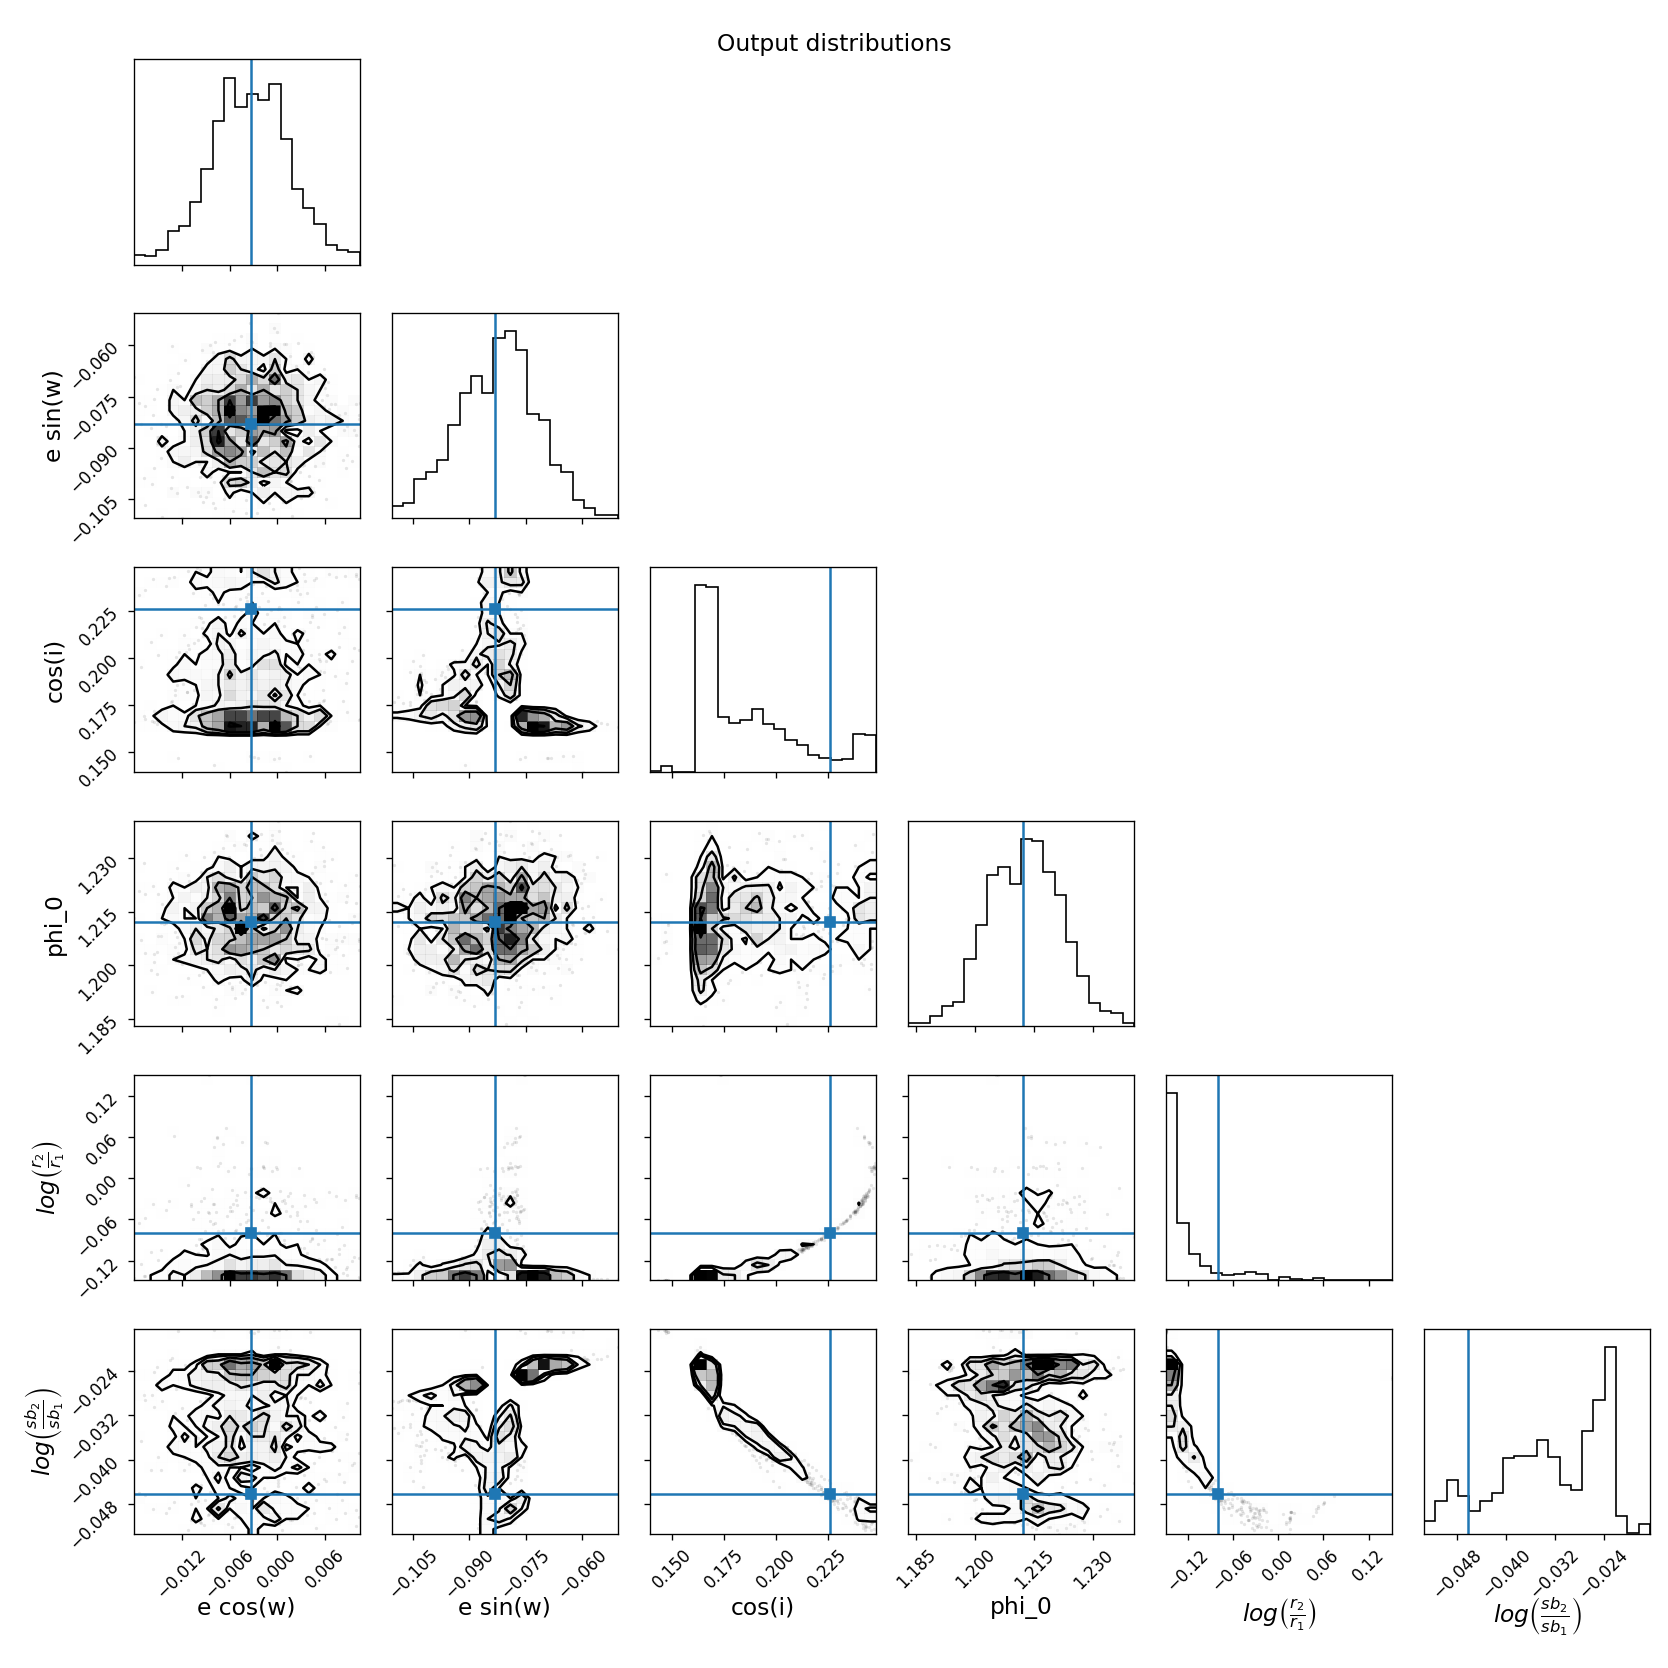 Output distributions
e sin(w)
−0.060
−0.075
−0.090
−0.105
cos(i)
0.225
0.200
0.175
0.150
phi_0
1.230
1.215
1.200
1.185
log(r₂/r₁)
0.12
0.06
0.00
−0.06
−0.12
log(sb₂/sb₁)
−0.024
−0.032
−0.040
−0.048
−0.012 −0.006 0.000 0.006
e cos(w)
−0.105 −0.090 −0.075 −0.060
e sin(w)
0.150 0.175 0.200 0.225
cos(i)
1.185 1.200 1.215 1.230
phi_0
−0.12 −0.06 0.00 0.06 0.12
log(r₂/r₁)
−0.048 −0.040 −0.032 −0.024
log(sb₂/sb₁)